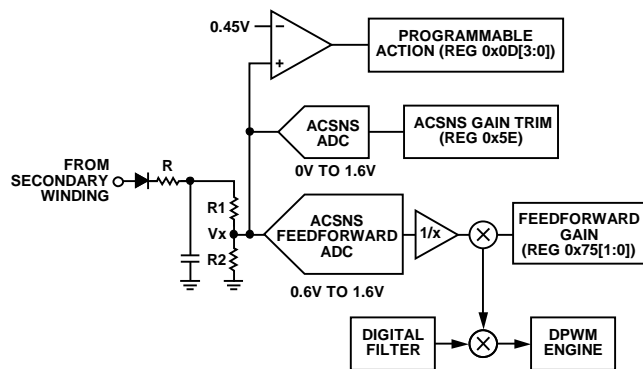 0.45V
−
+
PROGRAMMABLE
ACTION (REG 0x0D[3:0])
ACSNS
ADC
ACSNS GAIN TRIM
(REG 0x5E)
0V TO 1.6V
FROM
SECONDARY
WINDING
R
R1
Vx
R2
ACSNS
FEEDFORWARD
ADC
1/x
×
FEEDFORWARD
GAIN
(REG 0x75[1:0])
0.6V TO 1.6V
DIGITAL
FILTER
×
DPWM
ENGINE